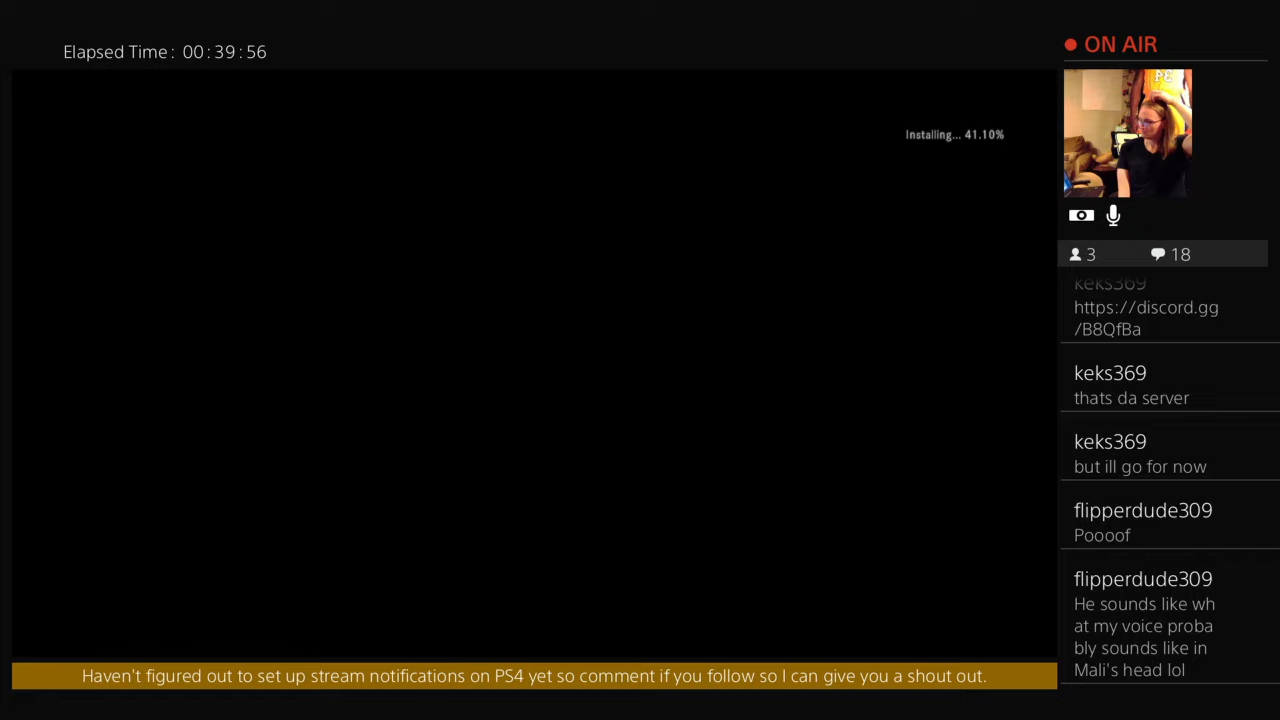 Elapsed Time: 00:39:56
ON AIR
34
Installing... 41.10%
3
18
keks369
https://discord.gg
/B8QfBa
keks369
thats da server
keks369
but ill go for now
flipperdude309
Poooof
flipperdude309
He sounds like wh
at my voice proba
bly sounds like in
Mali's head lol
Haven't figured out to set up stream notifications on PS4 yet so comment if you follow so I can give you a shout out.